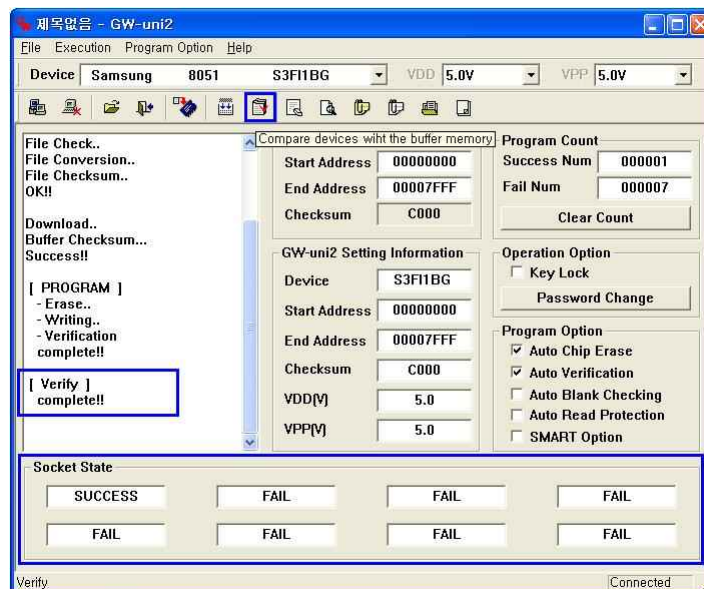 제목없음 - GW-uni2
File Execution Program Option Help
Device Samsung 8051 S3FI1BG VDD 5.0V VPP 5.0V
Compare devices wiht the buffer memory
File Check..
File Conversion..
File Checksum..
OK!!
Download..
Buffer Checksum...
Success!!
[ PROGRAM ]
- Erase..
- Writing..
- Verification
complete!!
[ Verify ]
complete!!
Start Address 00000000
End Address 00007FFF
Checksum C000
GW-uni2 Setting Information
Device S3FI1BG
Start Address 00000000
End Address 00007FFF
Checksum C000
VDD(V) 5.0
VPP(V) 5.0
Program Count
Success Num 000001
Fail Num 000007
Clear Count
Operation Option
Key Lock
Password Change
Program Option
Auto Chip Erase
Auto Verification
Auto Blank Checking
Auto Read Protection
SMART Option
Socket State
SUCCESS FAIL FAIL FAIL
FAIL FAIL FAIL FAIL
Verify Connected